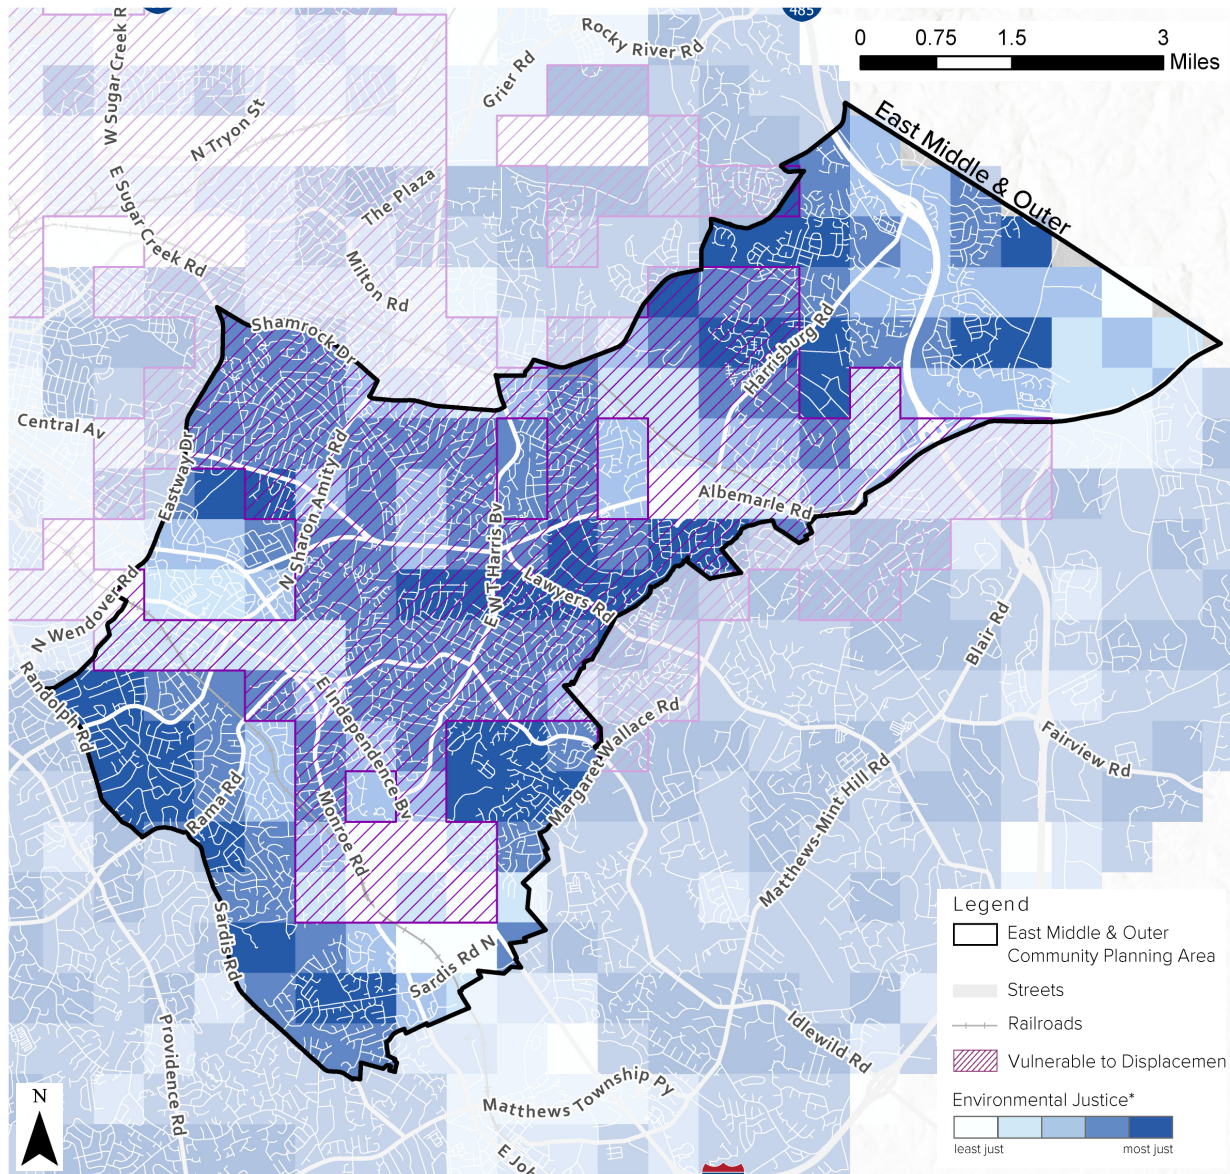 485
Rocky River Rd
0 0.75 1.5 3
Miles
W Sugar Creek R
Grier Rd
N Tryon St
East Middle & Outer
E Sugar Creek Rd
The Plaza
Milton Rd
Shamrock Dr
Harrisburg Rd
Central Av
Eastway Dr
N Sharon Amity Rd
Albemarle Rd
E W T Harris Bv
Lawyers Rd
N Wendover Rd
Blair Rd
Randolph Rd
E Independence Bv
Margaret Wallace Rd
Fairview Rd
Rama Rd
Monroe Rd
Matthews-Mint Hill Rd
Sardis Rd
Sardis Rd N
Providence Rd
Idlewild Rd
Matthews Township Py
E Joh
Legend
East Middle & Outer
Community Planning Area
Streets
Railroads
Vulnerable to Displacemen
Environmental Justice*
least just most just
N